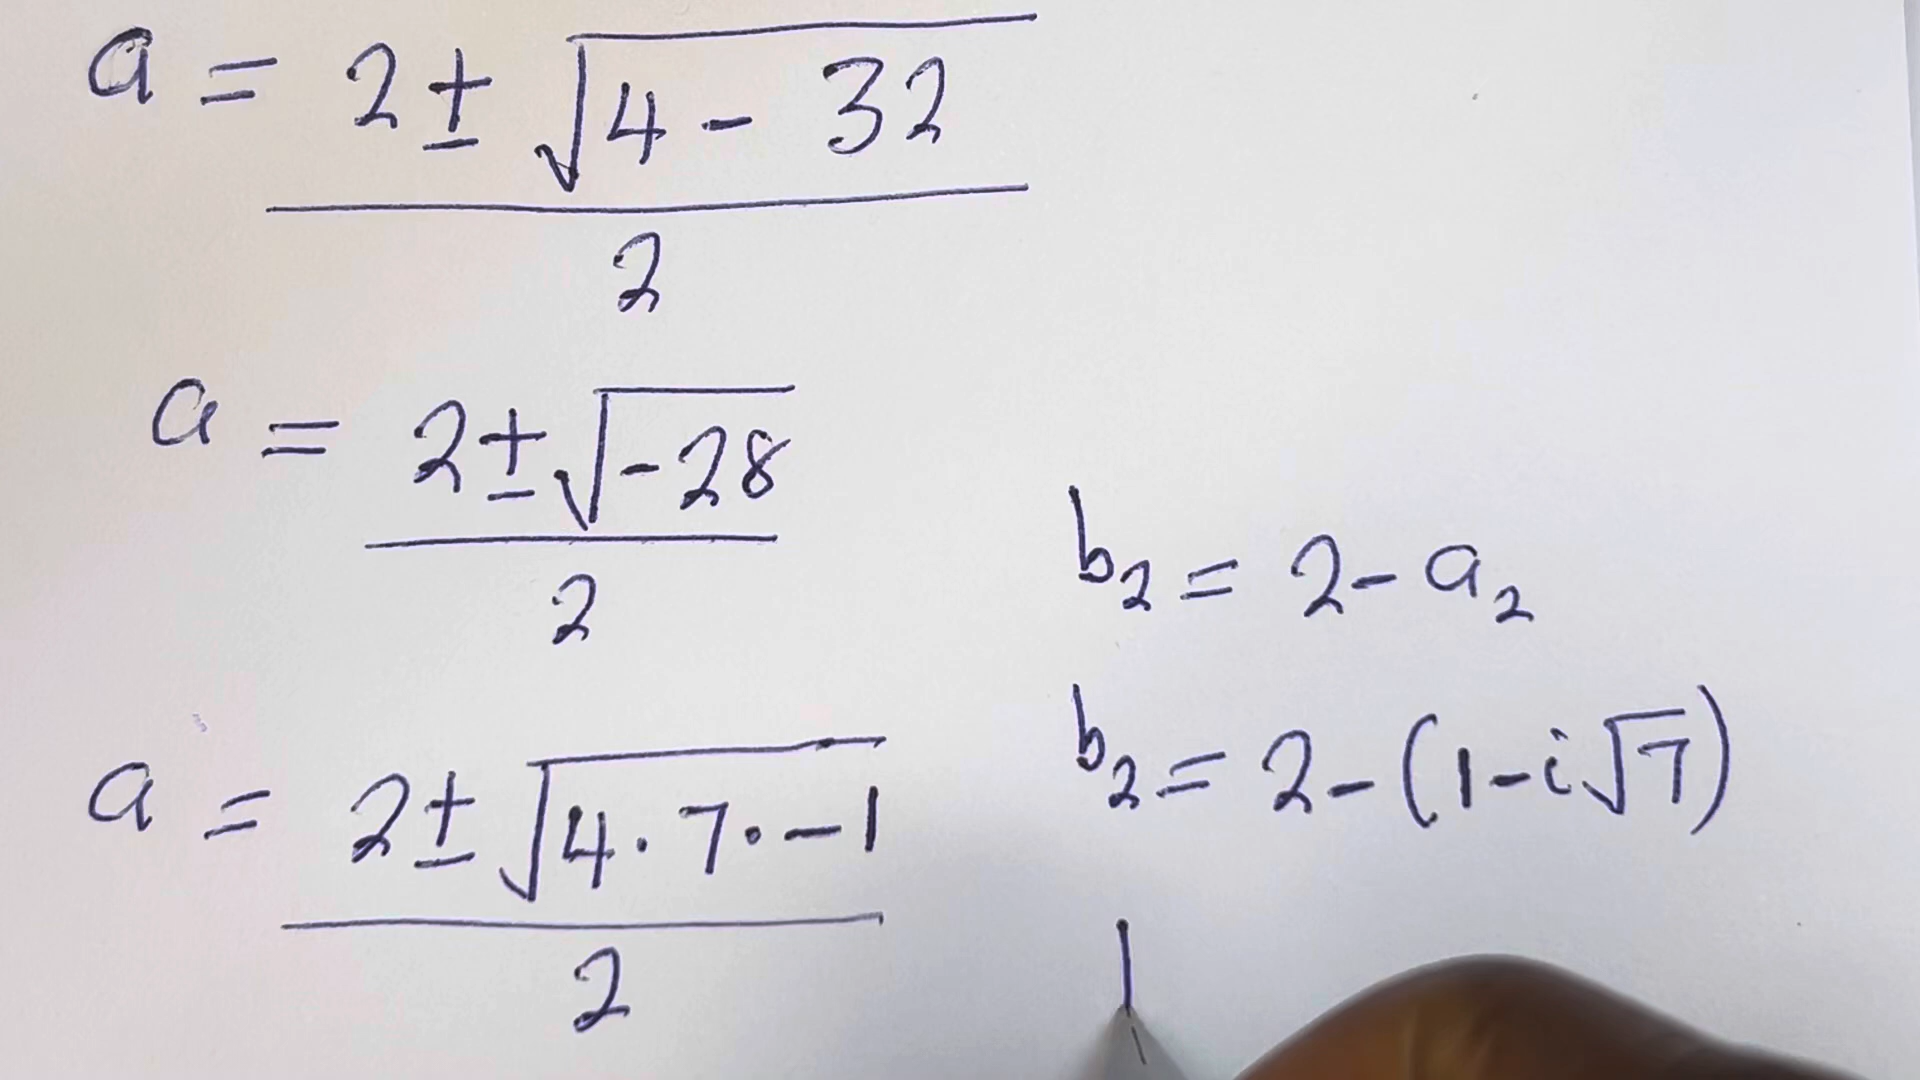 a = (2 ± √(4 - 32)) / 2
a = (2 ± √(-28)) / 2
a = (2 ± √(4 · 7 · -1)) / 2
b₂ = 2 - a₂
b₂ = 2 - (1 - i√7)